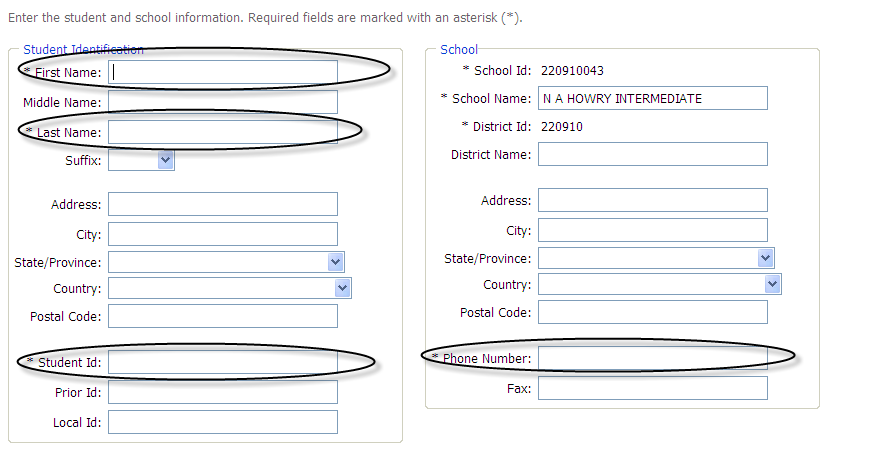 Enter the student and school information. Required fields are marked with an asterisk (*).
Student Identification
* First Name:
Middle Name:
* Last Name:
Suffix:
Address:
City:
State/Province:
Country:
Postal Code:
* Student Id:
Prior Id:
Local Id:
School
* School Id: 220910043
* School Name: N A HOWRY INTERMEDIATE
* District Id: 220910
District Name:
Address:
City:
State/Province:
Country:
Postal Code:
* Phone Number:
Fax: